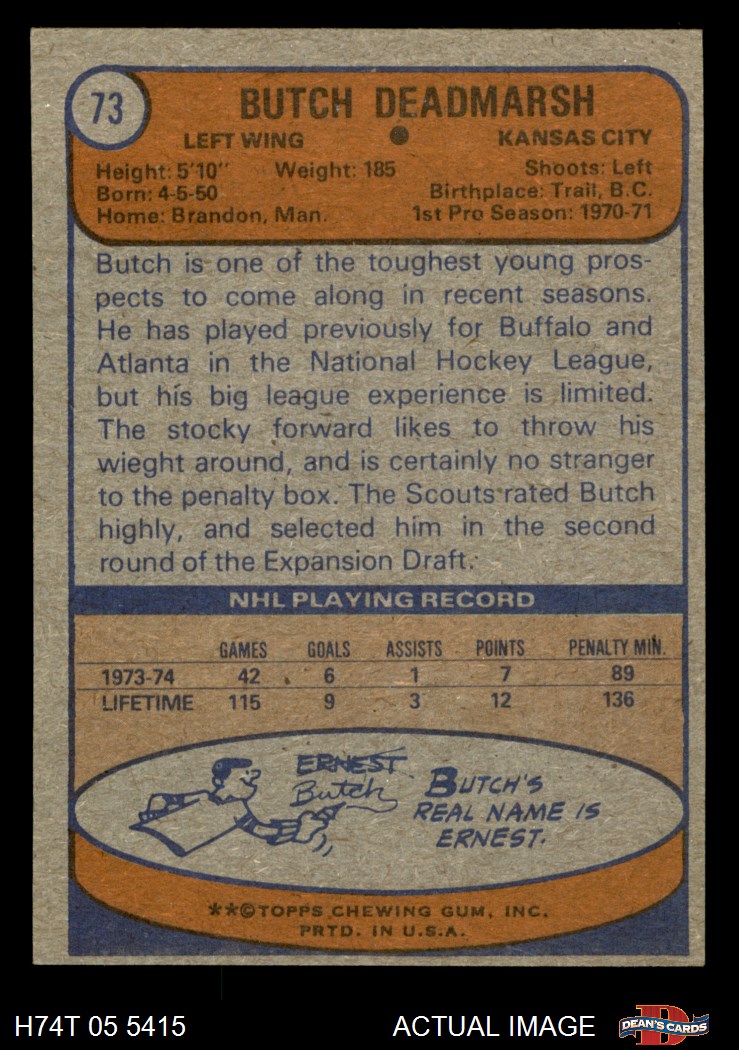 73
BUTCH DEADMARSH
LEFT WING • KANSAS CITY
Height: 5'10" Weight: 185 Shoots: Left
Born: 4-5-50 Birthplace: Trail, B.C.
Home: Brandon, Man. 1st Pro Season: 1970-71
Butch is one of the toughest young pros-
pects to come along in recent seasons.
He has played previously for Buffalo and
Atlanta in the National Hockey League,
but his big league experience is limited.
The stocky forward likes to throw his
wieght around, and is certainly no stranger
to the penalty box. The Scouts rated Butch
highly, and selected him in the second
round of the Expansion Draft.
NHL PLAYING RECORD
GAMES GOALS ASSISTS POINTS PENALTY MIN.
1973-74 42 6 1 7 89
LIFETIME 115 9 3 12 136
ERNEST
Butch
BUTCH'S
REAL NAME IS
ERNEST.
**©TOPPS CHEWING GUM, INC.
PRTD. IN U.S.A.
H74T 05 5415 ACTUAL IMAGE D DEAN'S CARDS